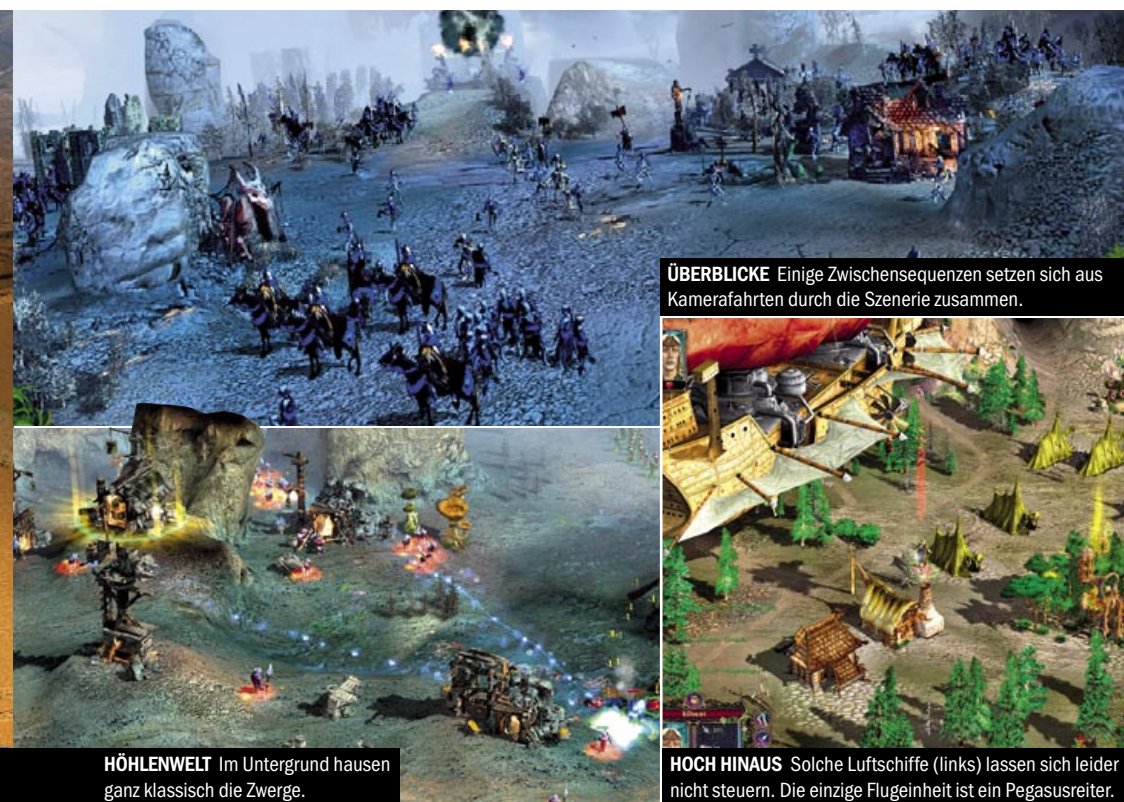 ÜBERBLICKE Einige Zwischensequenzen setzen sich aus
Kamerafahrten durch die Szenerie zusammen.
HÖHLENWELT Im Untergrund hausen
ganz klassisch die Zwerge.
HOCH HINAUS Solche Luftschiffe (links) lassen sich leider
nicht steuern. Die einzige Flugeinheit ist ein Pegasusreiter.